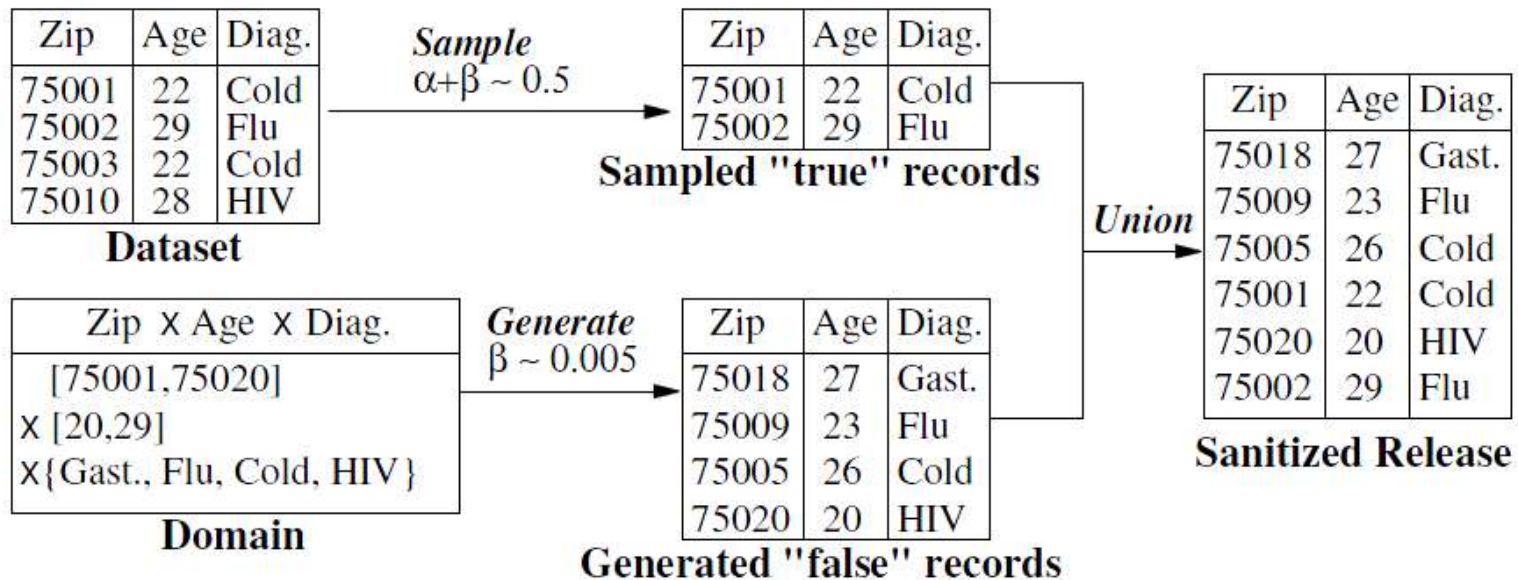 Zip Age Diag.
75001 22 Cold
75002 29 Flu
75003 22 Cold
75010 28 HIV
Dataset
Sample
α+β ~ 0.5
Zip Age Diag.
75001 22 Cold
75002 29 Flu
Sampled "true" records
Zip X Age X Diag.
[75001,75020]
X [20,29]
X{Gast., Flu, Cold, HIV}
Domain
Generate
β ~ 0.005
Zip Age Diag.
75018 27 Gast.
75009 23 Flu
75005 26 Cold
75020 20 HIV
Generated "false" records
Union
Zip Age Diag.
75018 27 Gast.
75009 23 Flu
75005 26 Cold
75001 22 Cold
75020 20 HIV
75002 29 Flu
Sanitized Release